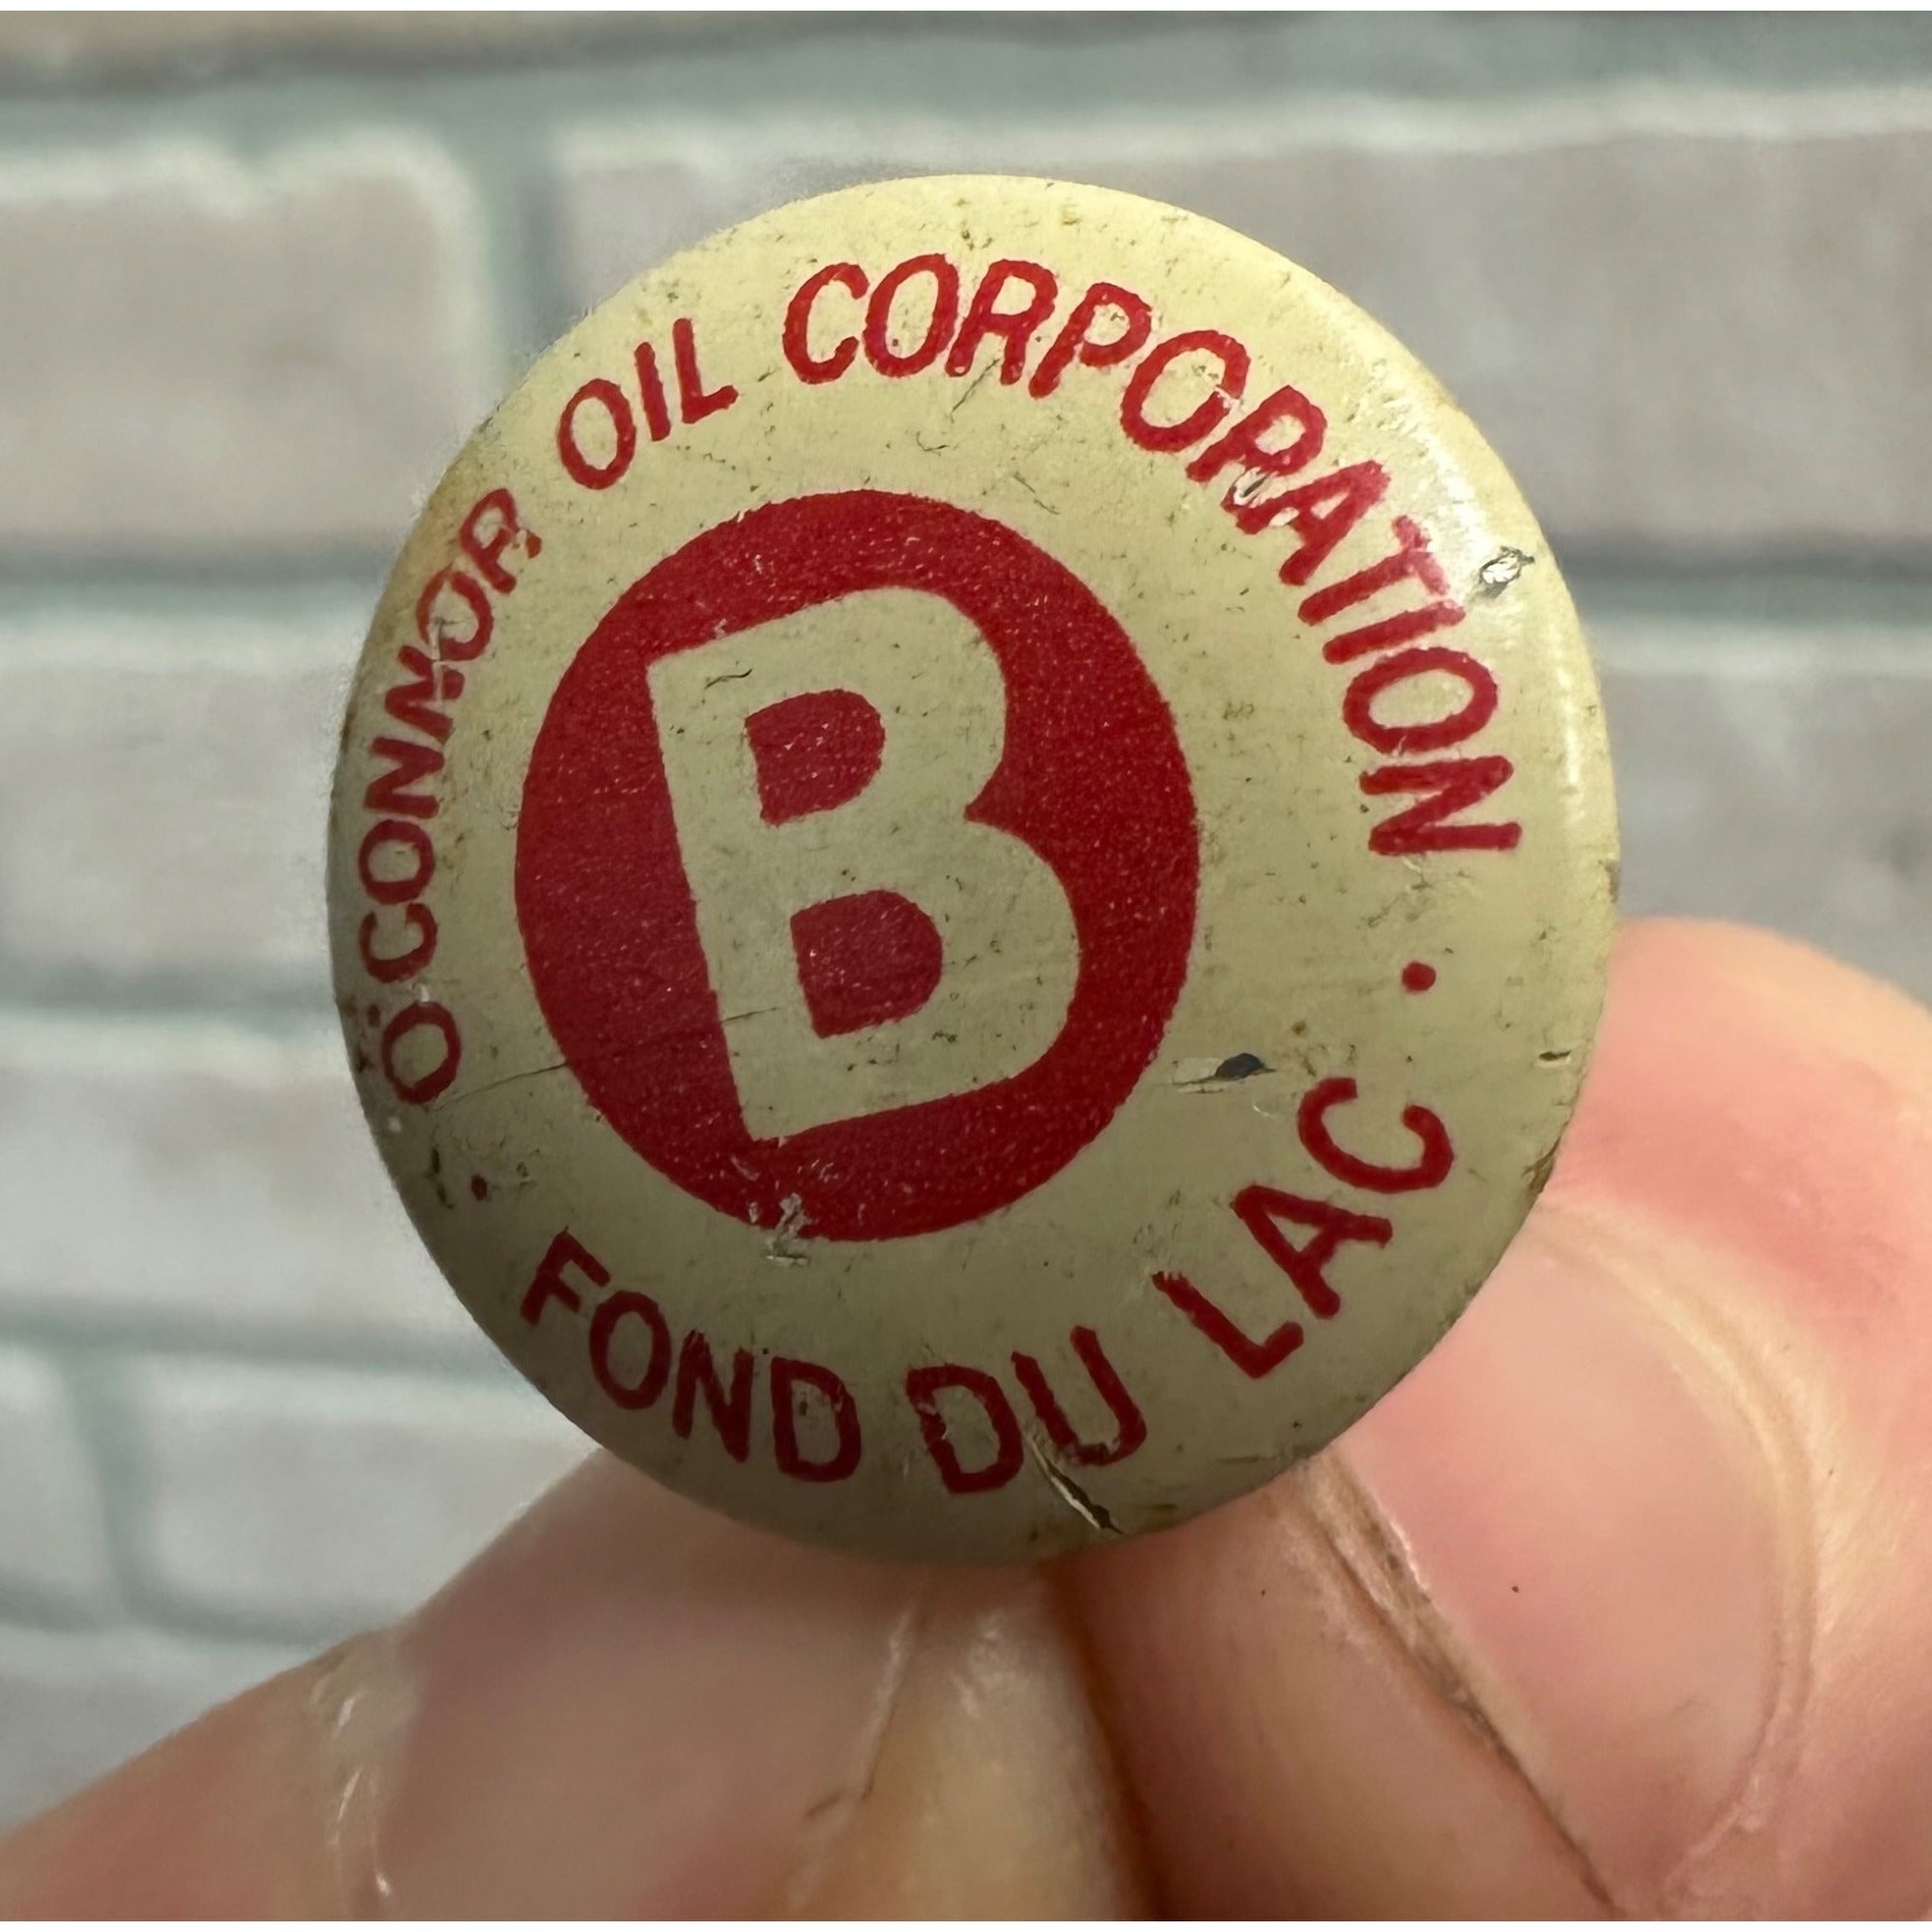 O'CONNOR OIL CORPORATION
B
• FOND DU LAC •